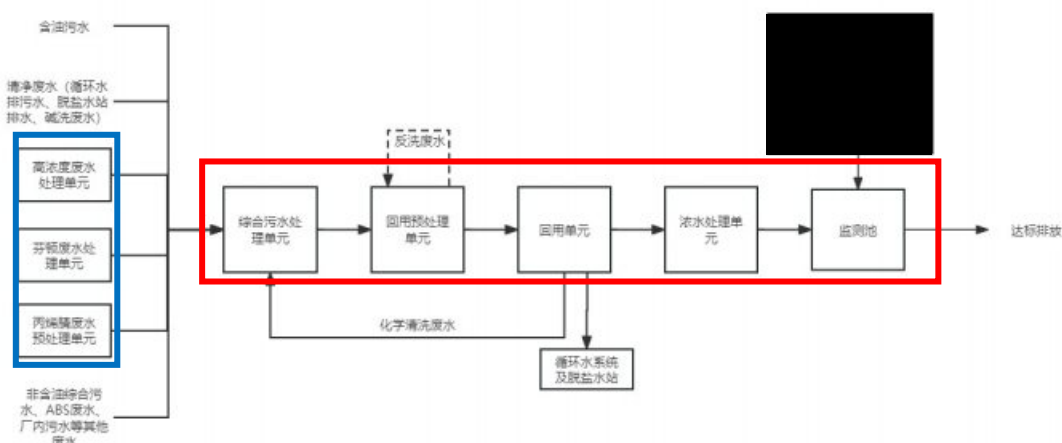 含油污水
清净废水（循环水
排污水、脱盐水站
排水、碱洗废水）
高浓度废水
处理单元
芬顿废水处
理单元
丙烯腈废水
预处理单元
非含油综合污
水、ABS废水、
厂内污水等其他
废水
反洗废水
综合污水处
理单元
回用预处理
单元
回用单元
浓水处理单
元
监测池
达标排放
化学清洗废水
循环水系统
及脱盐水站